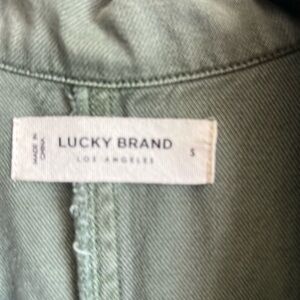 MADE IN
CHINA
LUCKY BRAND
LOS ANGELES
S